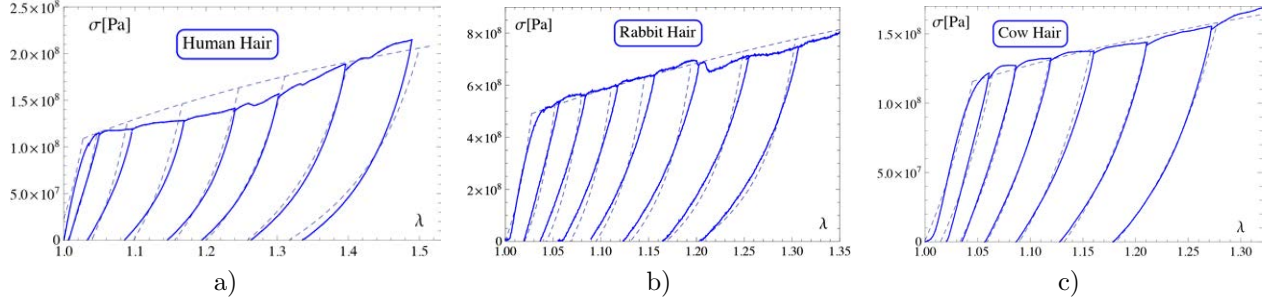 σ[Pa]
Human Hair
2.5×10⁸
2.0×10⁸
1.5×10⁸
1.0×10⁸
5.0×10⁷
0
1.0 1.1 1.2 1.3 1.4 1.5
λ
a)
σ[Pa]
Rabbit Hair
8×10⁸
6×10⁸
4×10⁸
2×10⁸
0
1.00 1.05 1.10 1.15 1.20 1.25 1.30 1.35
λ
b)
σ[Pa]
Cow Hair
1.5×10⁸
1.0×10⁸
5.0×10⁷
0
1.00 1.05 1.10 1.15 1.20 1.25 1.30
λ
c)